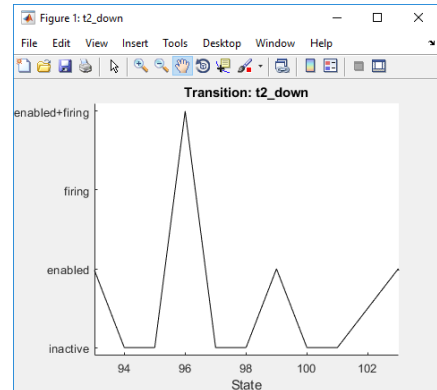 Figure 1: t2_down
File Edit View Insert Tools Desktop Window Help
Transition: t2_down
enabled+firing
firing
enabled
inactive
94 96 98 100 102
State